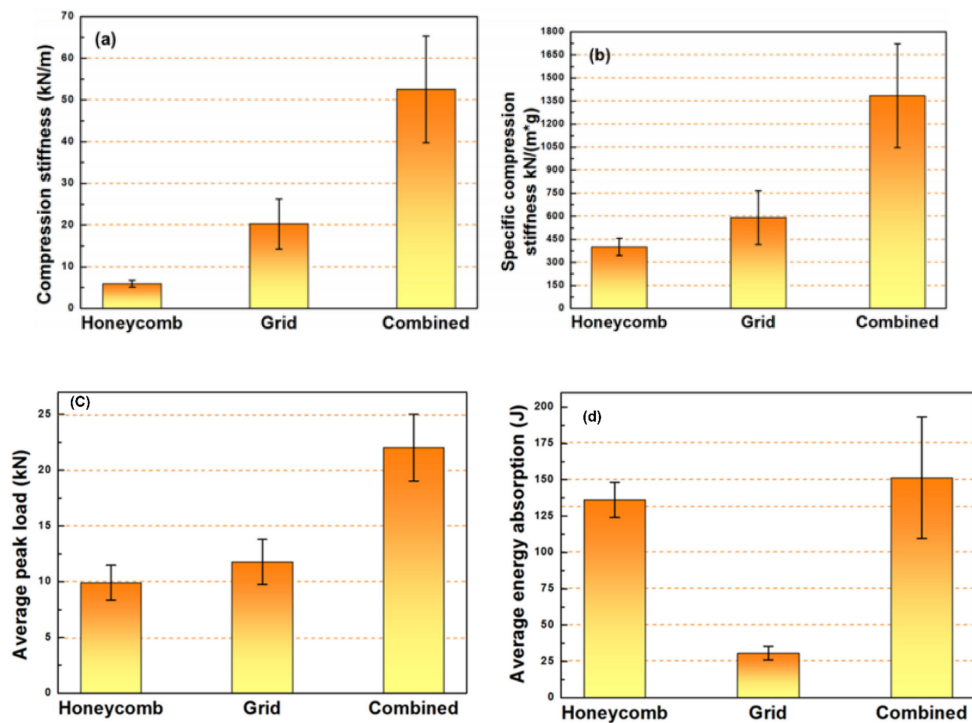 (a)
Compression stiffness (kN/m)
70
60
50
40
30
20
10
0
Honeycomb Grid Combined
(b)
Specific compression
stiffness kN/(m*g)
1800
1650
1500
1350
1200
1050
900
750
600
450
300
150
0
Honeycomb Grid Combined
(C)
Average peak load (kN)
25
20
15
10
5
0
Honeycomb Grid Combined
(d)
Average energy absorption (J)
200
175
150
125
100
75
50
25
0
Honeycomb Grid Combined